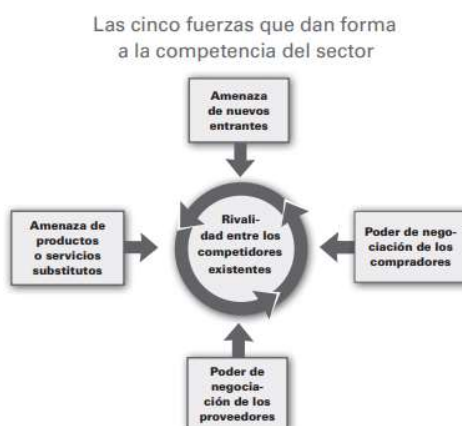 Las cinco fuerzas que dan forma
a la competencia del sector
Amenaza
de nuevos
entrantes
Amenaza de
productos
o servicios
substitutos
Rivali-
dad entre los
competidores
existentes
Poder de nego-
ciación de los
compradores
Poder de
negocia-
ción de los
proveedores